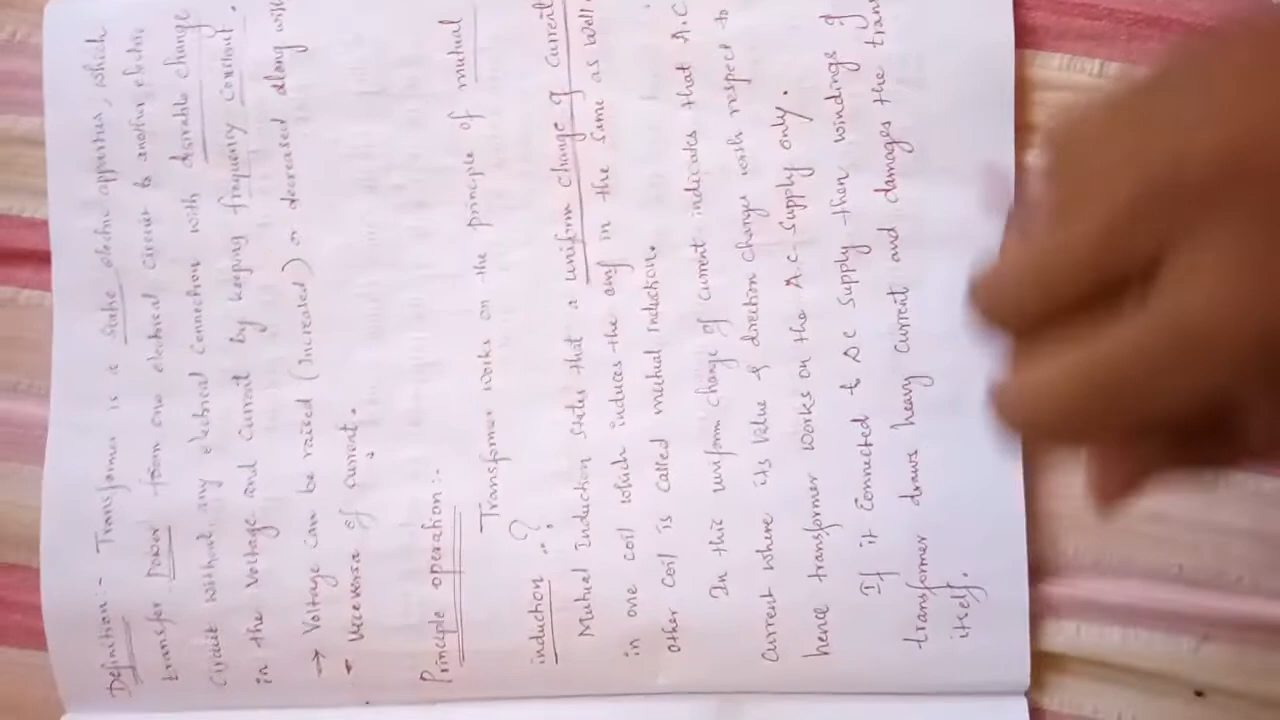 Definition:- Transformer is a static electric appartus, which
transfer power from one electrical circuit to another electric
circuit without any electrical connection with desirable change
in the voltage and current by keeping frequency constant.
→ Voltage can be raised (increased) or decreased along with
- viceversa of current.
Principle operation:-
Transformer works on the principle of mutual
induction..?
Mutual Induction states that a uniform change of current
in one coil which induces the emf in the same as well
other coil is called mutual induction.
In this uniform change of current indicates that A.C
current where its value & direction changes with respect to
hence transformer works on the A.C-Supply only.
If it connected to DC supply then windings of
transformer draws heavy current and damages the tran
itself.